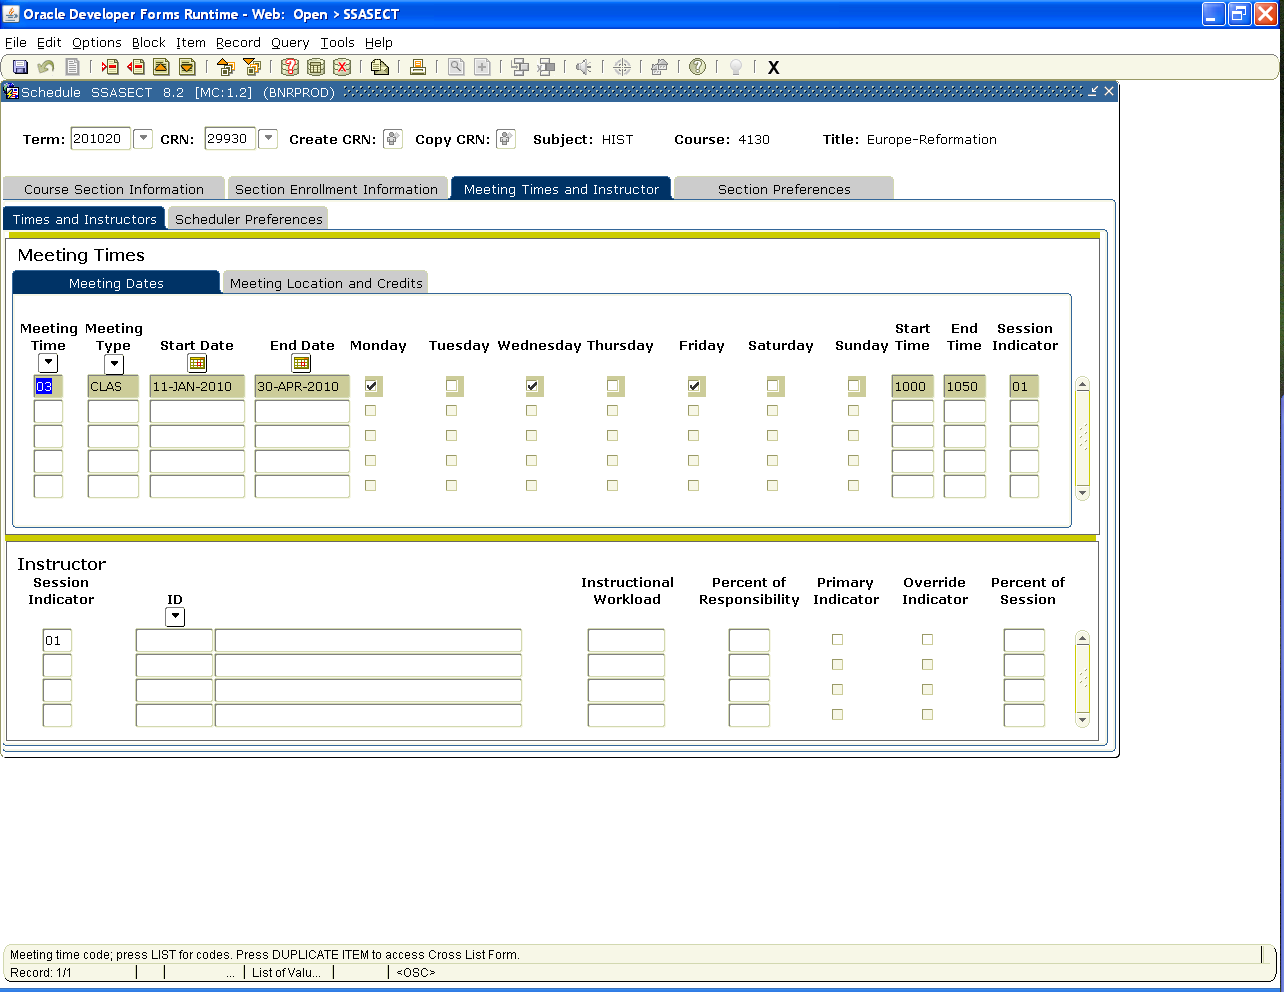 Oracle Developer Forms Runtime - Web: Open > SSASECT
File Edit Options Block Item Record Query Tools Help
X
Schedule SSASECT 8.2 [MC:1.2] (BNRPROD)
Term: 201020 CRN: 29930 Create CRN: Copy CRN: Subject: HIST Course: 4130 Title: Europe-Reformation
Course Section Information Section Enrollment Information Meeting Times and Instructor Section Preferences
Times and Instructors Scheduler Preferences
Meeting Times
Meeting Dates Meeting Location and Credits
Meeting Meeting Start End Session
Time Type Start Date End Date Monday Tuesday Wednesday Thursday Friday Saturday Sunday Time Time Indicator
03 CLAS 11-JAN-2010 30-APR-2010 1000 1050 01
Instructor
Session Instructional Percent of Primary Override Percent of
Indicator ID Workload Responsibility Indicator Indicator Session
01
Meeting time code; press LIST for codes. Press DUPLICATE ITEM to access Cross List Form.
Record: 1/1 ... List of Valu... <OSC>